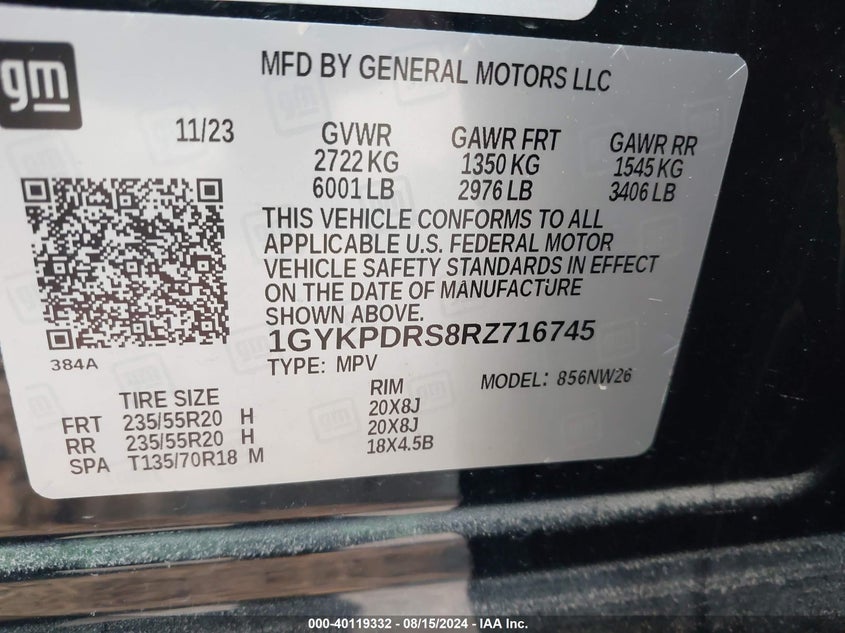 gm
MFD BY GENERAL MOTORS LLC
11/23 GVWR GAWR FRT GAWR RR
2722 KG 1350 KG 1545 KG
6001 LB 2976 LB 3406 LB
THIS VEHICLE CONFORMS TO ALL
APPLICABLE U.S. FEDERAL MOTOR
VEHICLE SAFETY STANDARDS IN EFFECT
ON THE DATE OF MANUFACTURE
SHOWN ABOVE.
1GYKPDRS8RZ716745
384A
TYPE: MPV
MODEL: 856NW26
TIRE SIZE RIM
FRT 235/55R20 H 20X8J
RR 235/55R20 H 20X8J
SPA T135/70R18 M 18X4.5B
000-40119332 - 08/15/2024 - IAA Inc.